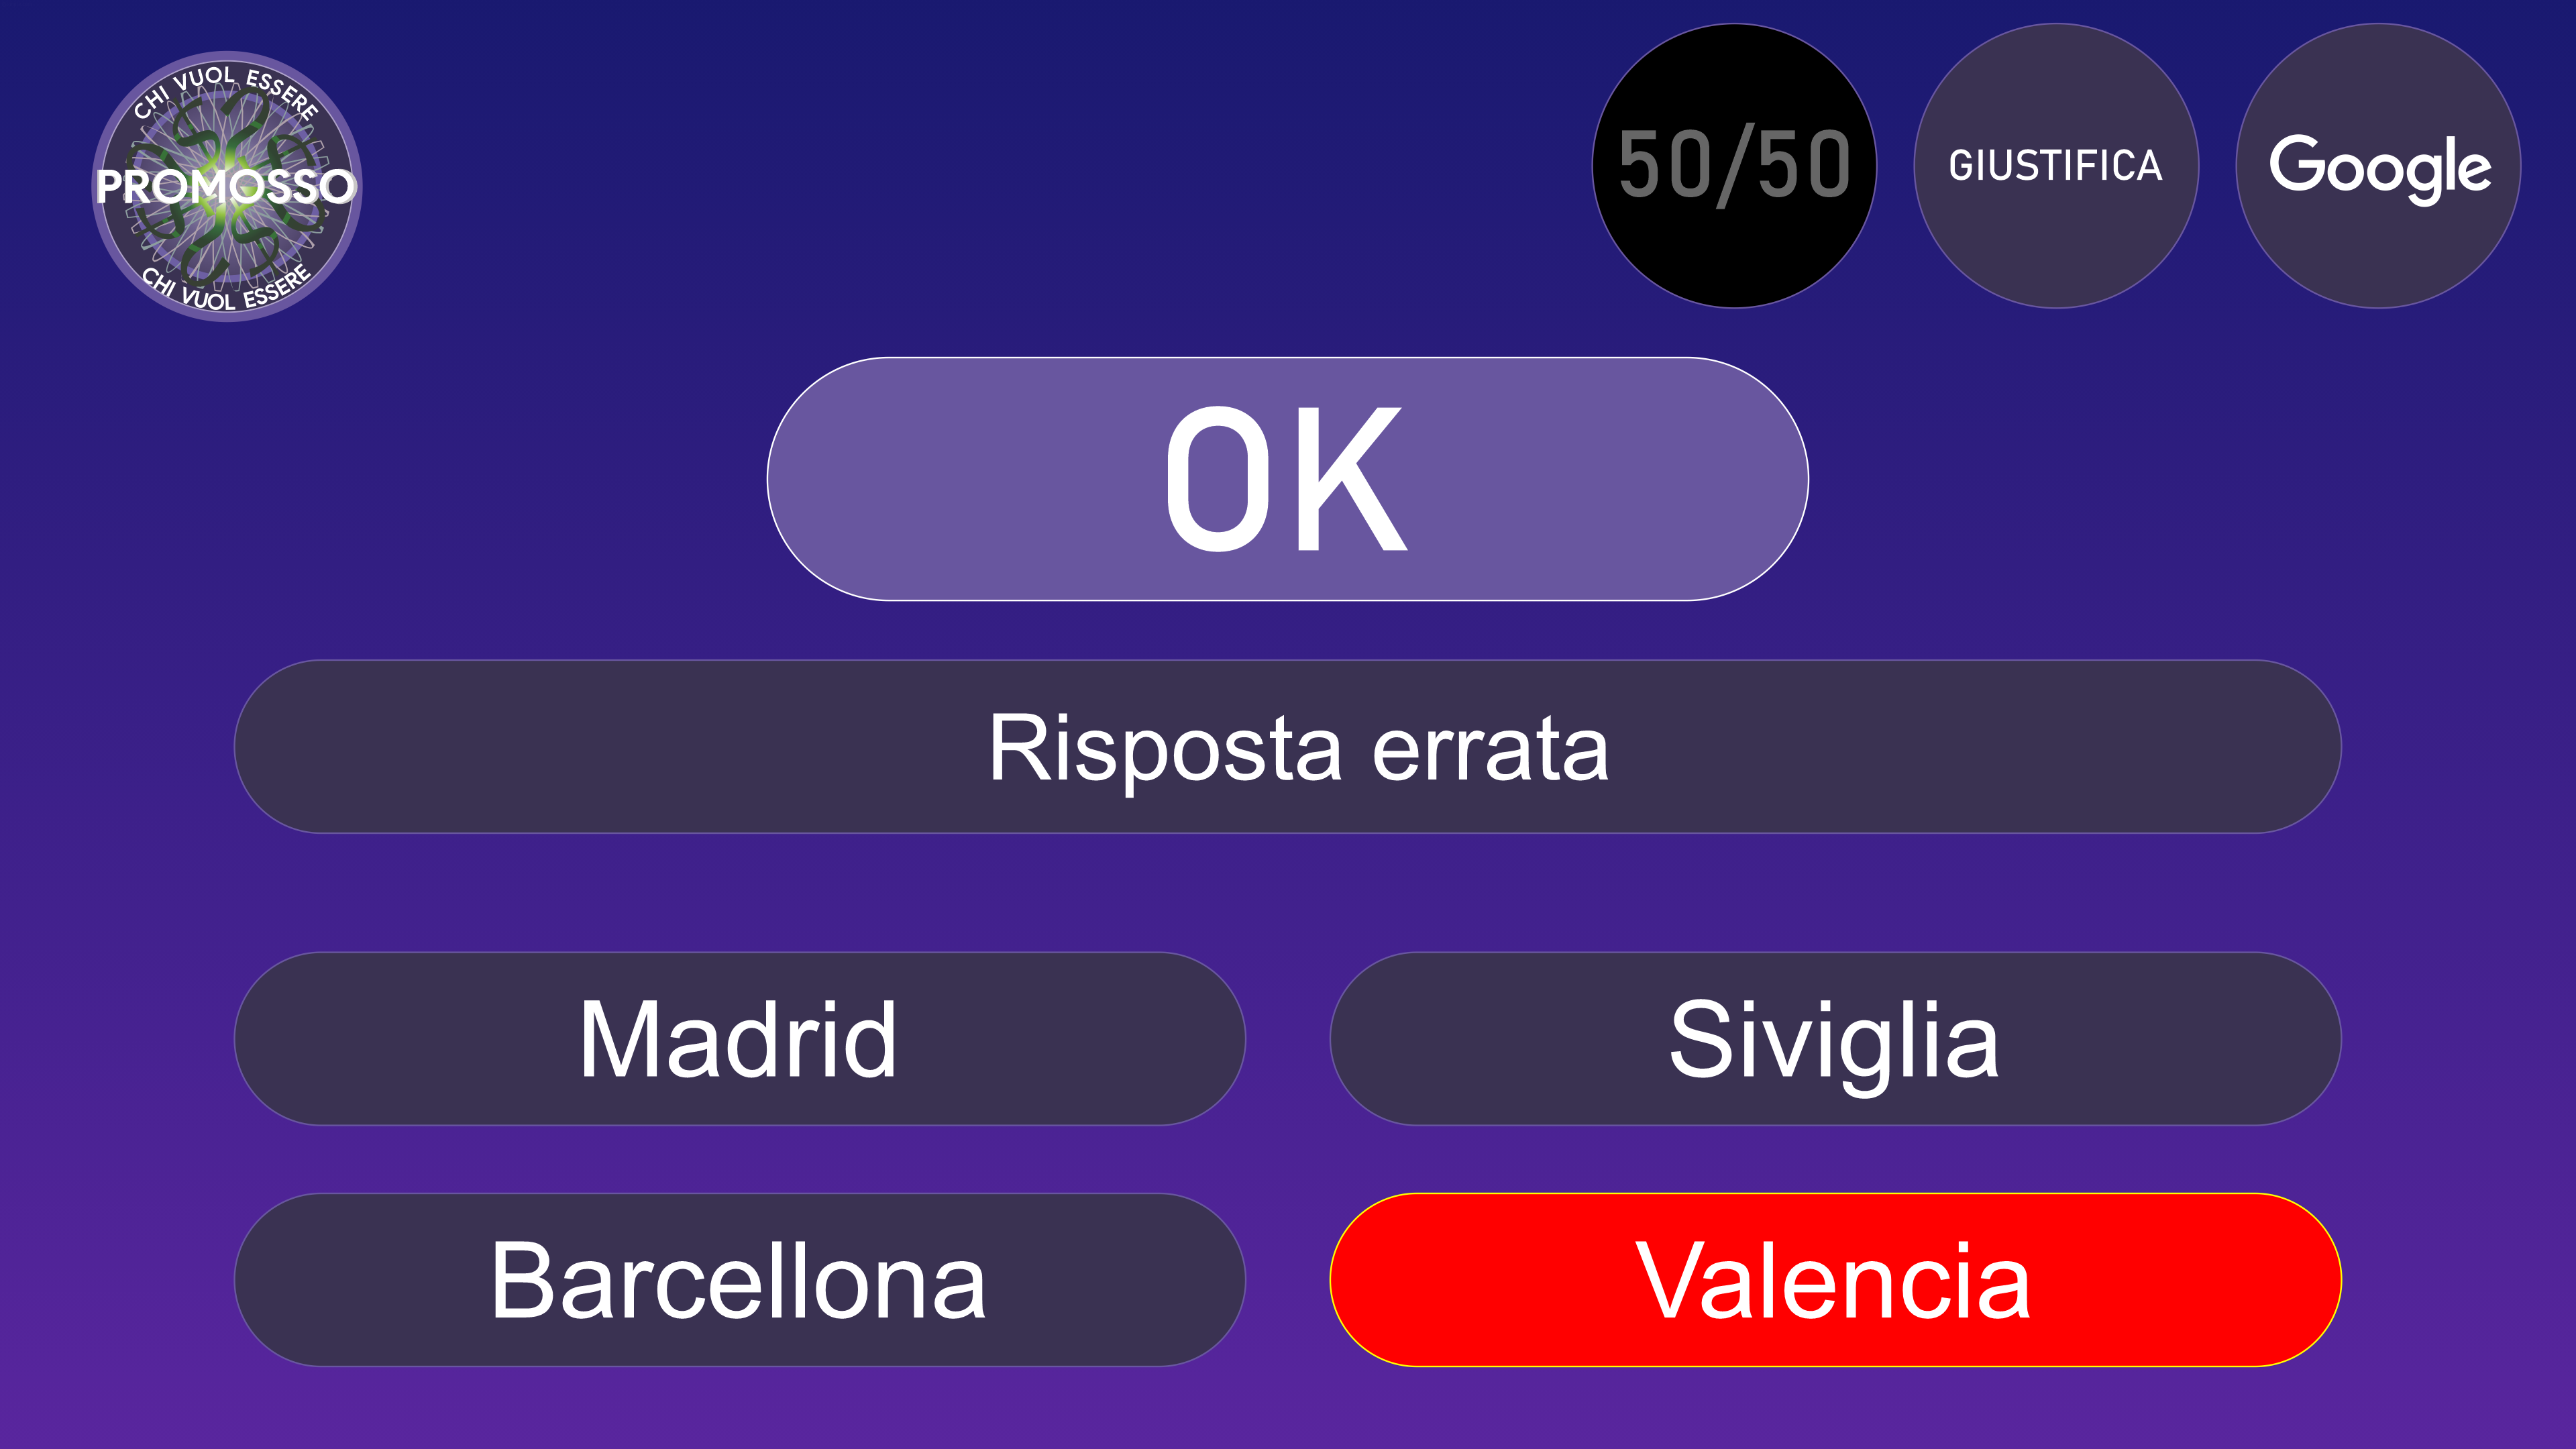 CHI VUOL ESSERE
PROMOSSO
CHI VUOL ESSERE
50/50
GIUSTIFICA
Google
OK
Risposta errata
Madrid
Siviglia
Barcellona
Valencia